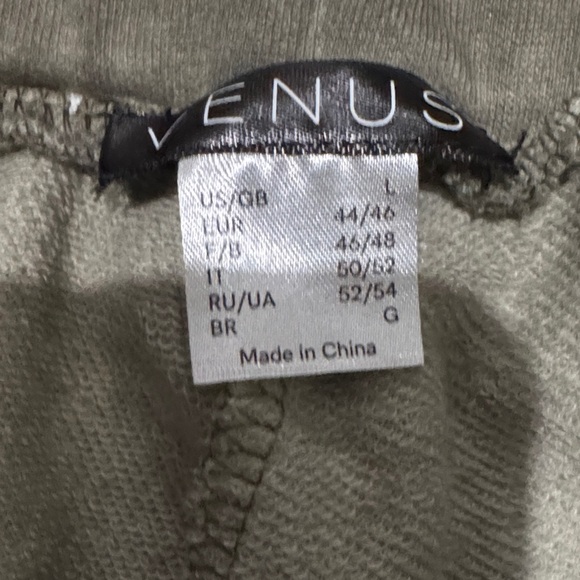 VENUS
US/GB L
EUR 44/46
F/B 46/48
IT 50/52
RU/UA 52/54
BR G
Made in China